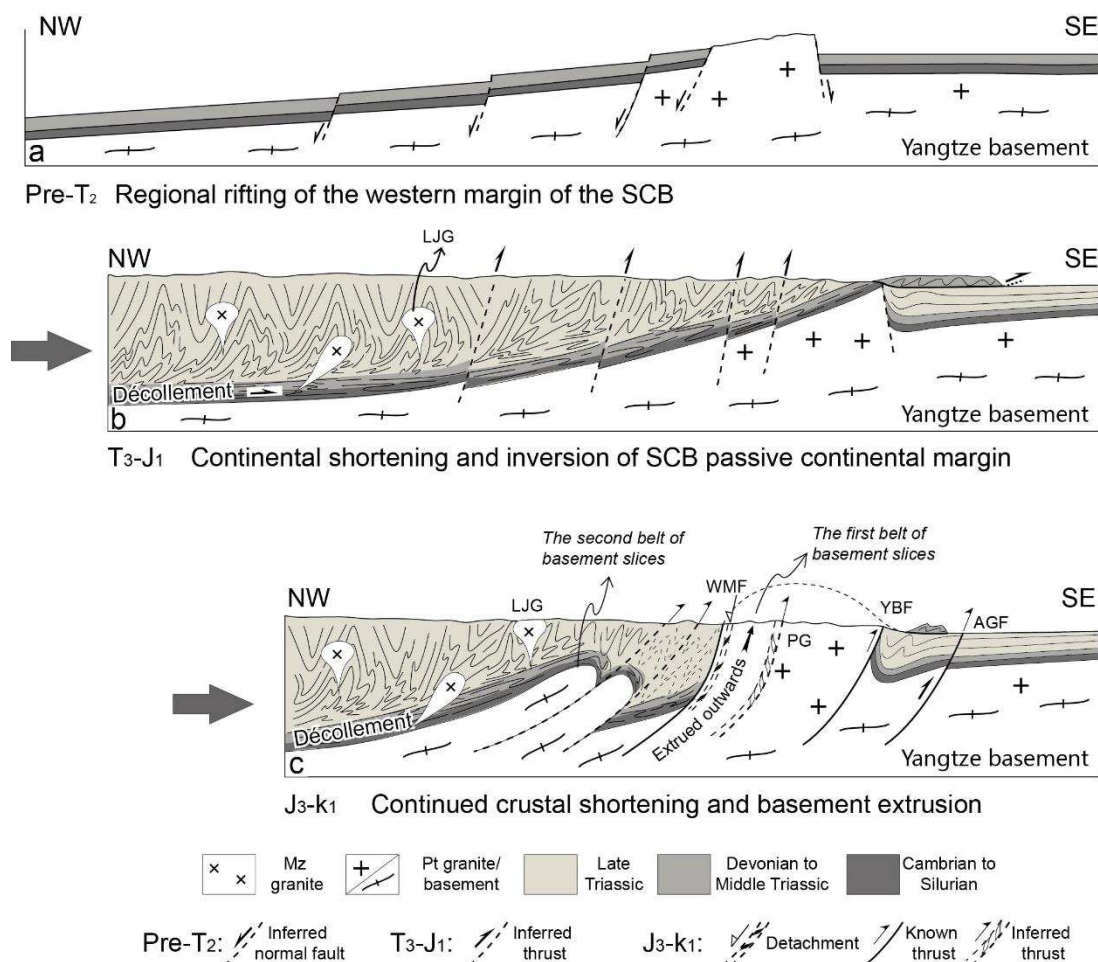 NW SE
Yangtze basement
a
Pre-T₂ Regional rifting of the western margin of the SCB
LJG
NW SE
Décollement
Yangtze basement
b
T₃-J₁ Continental shortening and inversion of SCB passive continental margin
The second belt of
basement slices
The first belt of
basement slices
NW SE
LJG
WMF
YBF
AGF
PG
Extrued outwards
Décollement
Yangtze basement
c
J₃-k₁ Continued crustal shortening and basement extrusion
Mz
granite
Pt granite/
basement
Late
Triassic
Devonian to
Middle Triassic
Cambrian to
Silurian
Pre-T₂: Inferred
normal fault
T₃-J₁: Inferred
thrust
J₃-k₁: Detachment
Known
thrust
Inferred
thrust